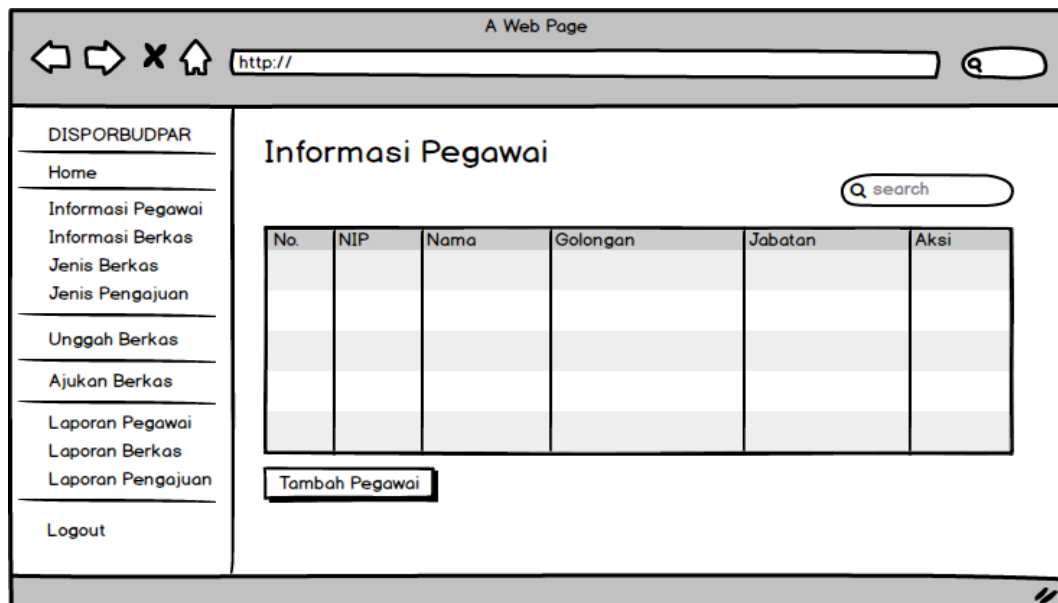 A Web Page
http://
DISPORBUDPAR
Home
Informasi Pegawai
Informasi Berkas
Jenis Berkas
Jenis Pengajuan
Unggah Berkas
Ajukan Berkas
Laporan Pegawai
Laporan Berkas
Laporan Pengajuan
Logout
Informasi Pegawai
search
No. NIP Nama Golongan Jabatan Aksi
Tambah Pegawai